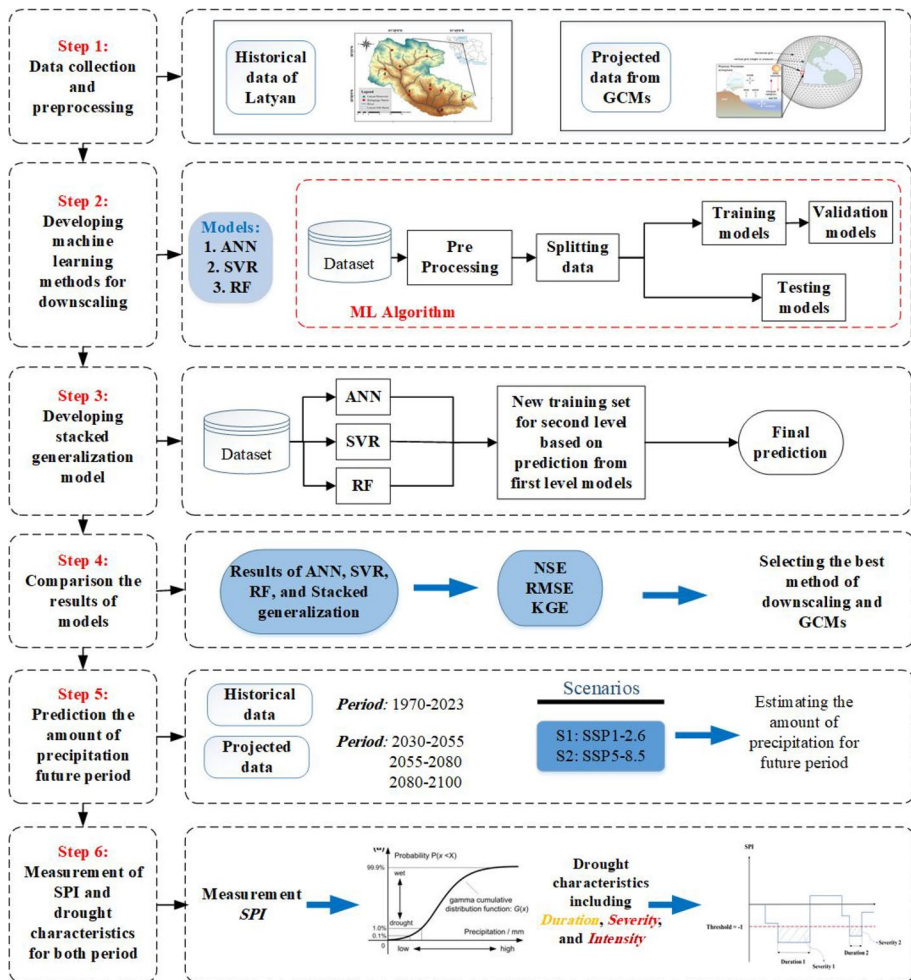 Step 1:
Data collection
and
preprocessing
Historical
data of
Latyan
Legend
Projected
data from
GCMs
Step 2:
Developing
machine
learning
methods for
downscaling
Models:
1. ANN
2. SVR
3. RF
Dataset
Pre
Processing
Splitting
data
Training
models
Validation
models
Testing
models
ML Algorithm
Step 3:
Developing
stacked
generalization
model
Dataset
ANN
SVR
RF
New training set
for second level
based on
prediction from
first level models
Final
prediction
Step 4:
Comparison the
results of
models
Results of ANN, SVR,
RF, and Stacked
generalization
NSE
RMSE
KGE
Selecting the best
method of
downscaling and
GCMs
Step 5:
Prediction the
amount of
precipitation
future period
Historical
data
Period: 1970-2023
Projected
data
Period: 2030-2055
2055-2080
2080-2100
Scenarios
S1: SSP1-2.6
S2: SSP5-8.5
Estimating the
amount of
precipitation for
future period
Step 6:
Measurement of
SPI and
drought
characteristics
for both period
Measurement
SPI
Probability P(x <X)
99.9%
wet
drought
1.0%
0.1%
0
gamma cumulative
distribution function: G(x)
Precipitation / mm
low
high
Drought
characteristics
including
Duration, Severity,
and Intensity
SPI
Threshold = -1
Duration 1
Severity 1
Duration 2
Severity 2